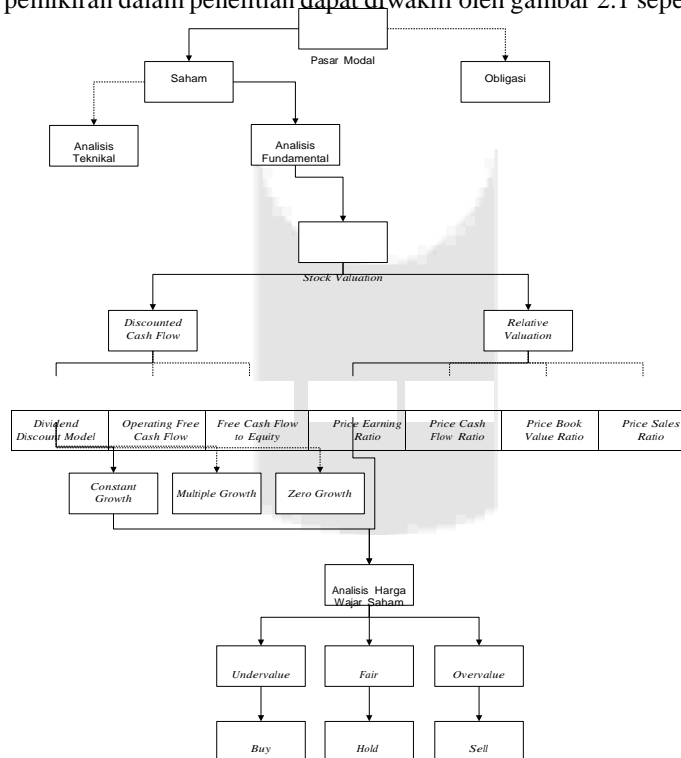 pemikiran dalam penelitian dapat diwakili oleh gambar 2.1 sepe
Pasar Modal
Saham
Obligasi
Analisis
Teknikal
Analisis
Fundamental
Stock Valuation
Discounted
Cash Flow
Relative
Valuation
Dividend
Discount Model
Operating Free
Cash Flow
Free Cash Flow
to Equity
Price Earning
Ratio
Price Cash
Flow Ratio
Price Book
Value Ratio
Price Sales
Ratio
Constant
Growth
Multiple Growth
Zero Growth
Analisis Harga
Wajar Saham
Undervalue
Fair
Overvalue
Buy
Hold
Sell